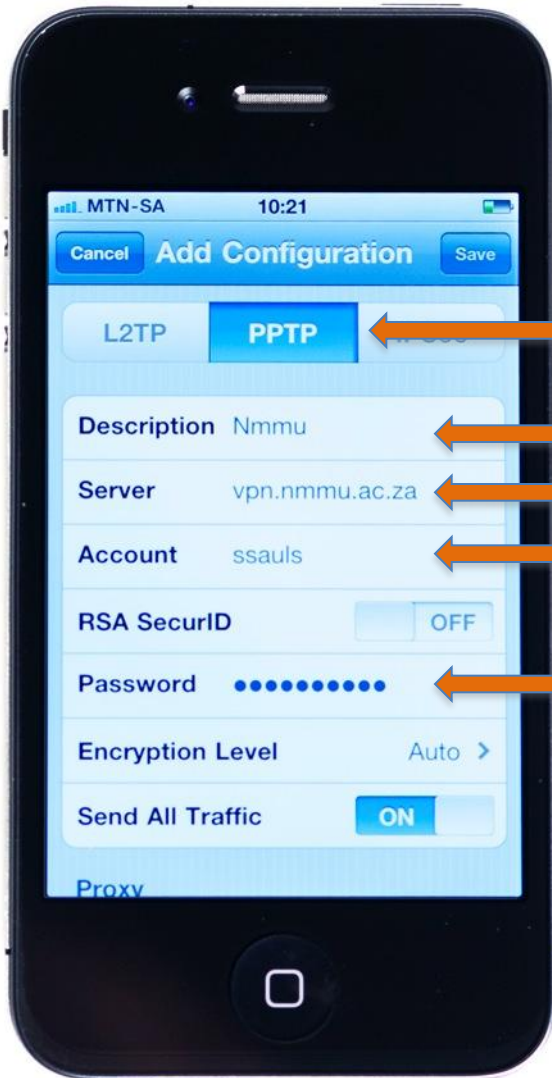 MTN-SA 10:21
Cancel Add Configuration Save
L2TP PPTP
Description Nmmu
Server vpn.nmmu.ac.za
Account ssauls
RSA SecurID OFF
Password ••••••••••
Encryption Level Auto >
Send All Traffic ON
Proxy